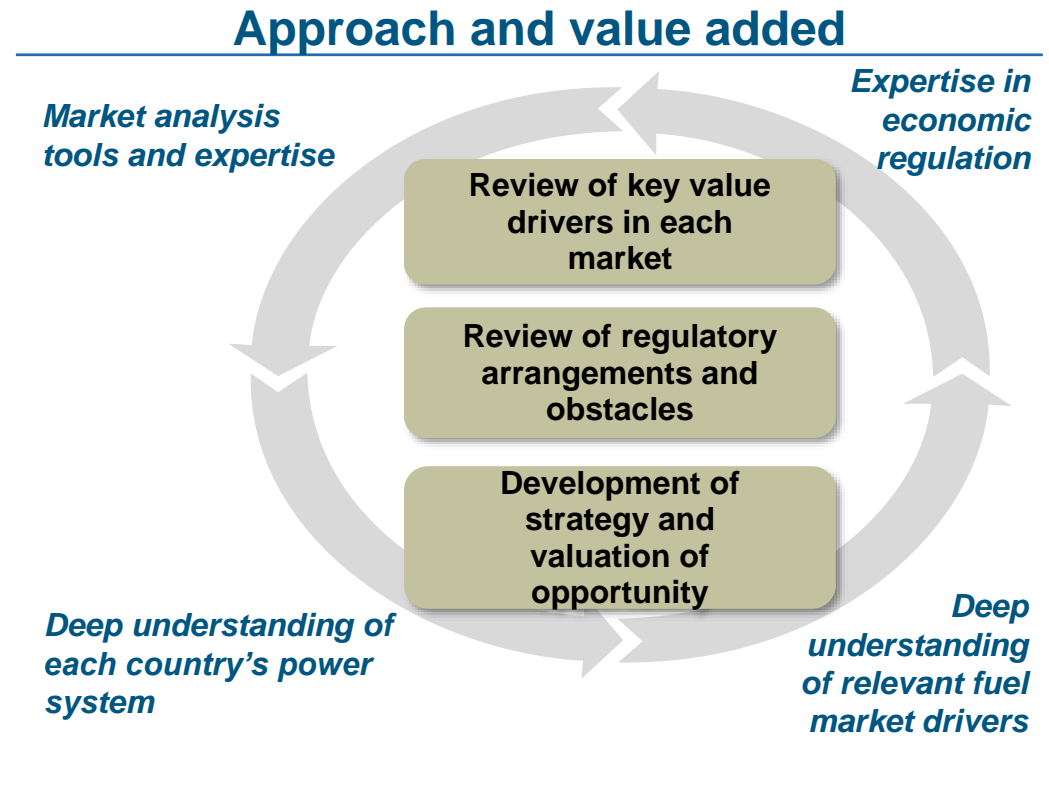 Approach and value added
Market analysis
tools and expertise
Expertise in
economic
regulation
Review of key value
drivers in each
market
Review of regulatory
arrangements and
obstacles
Development of
strategy and
valuation of
opportunity
Deep understanding of
each country’s power
system
Deep
understanding
of relevant fuel
market drivers